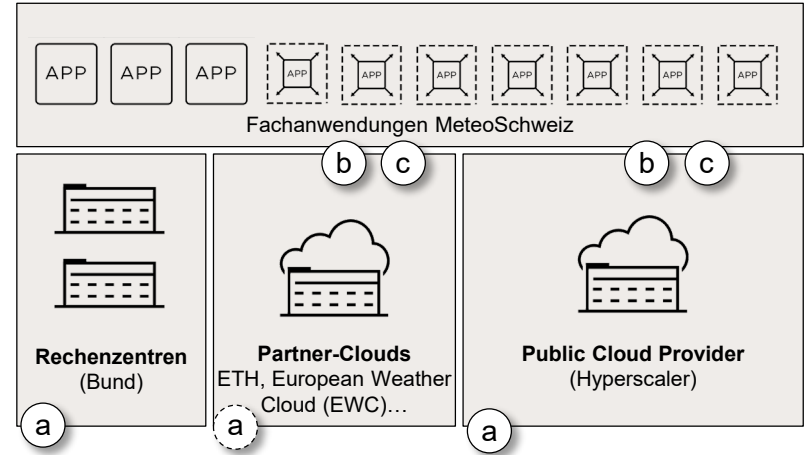 APP APP APP APP APP APP APP APP APP APP
Fachanwendungen MeteoSchweiz
b c b c
Rechenzentren
(Bund)
a
Partner-Clouds
ETH, European Weather
Cloud (EWC)…
a
Public Cloud Provider
(Hyperscaler)
a